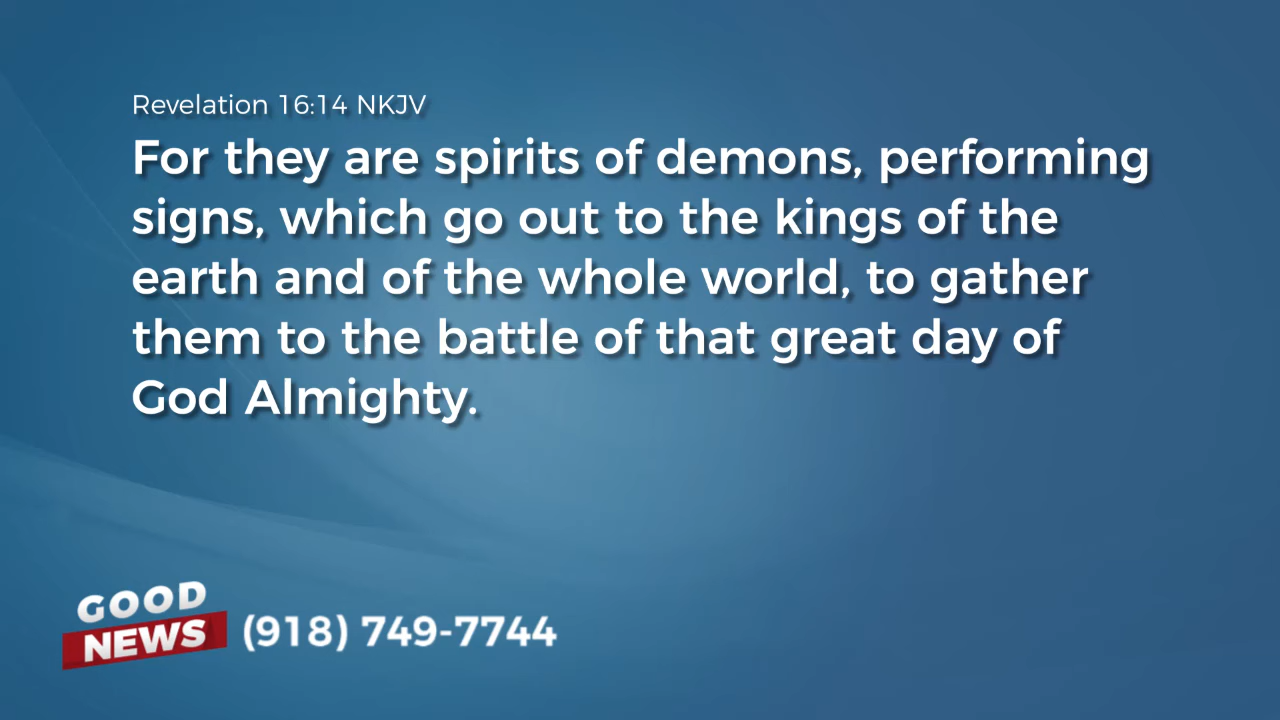 Revelation 16:14 NKJV
For they are spirits of demons, performing
signs, which go out to the kings of the
earth and of the whole world, to gather
them to the battle of that great day of
God Almighty.
GOOD
NEWS
(918) 749-7744